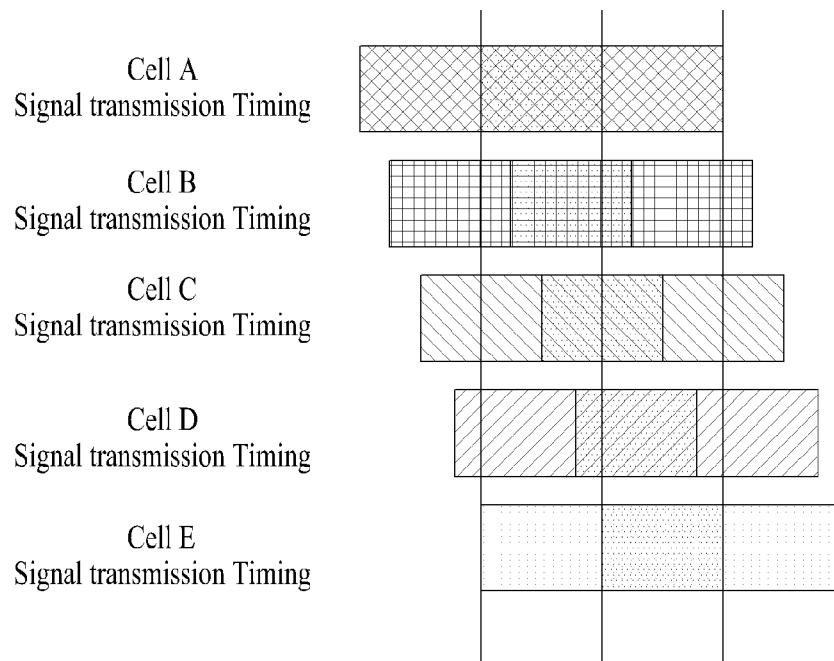 Cell A
Signal transmission Timing
Cell B
Signal transmission Timing
Cell C
Signal transmission Timing
Cell D
Signal transmission Timing
Cell E
Signal transmission Timing